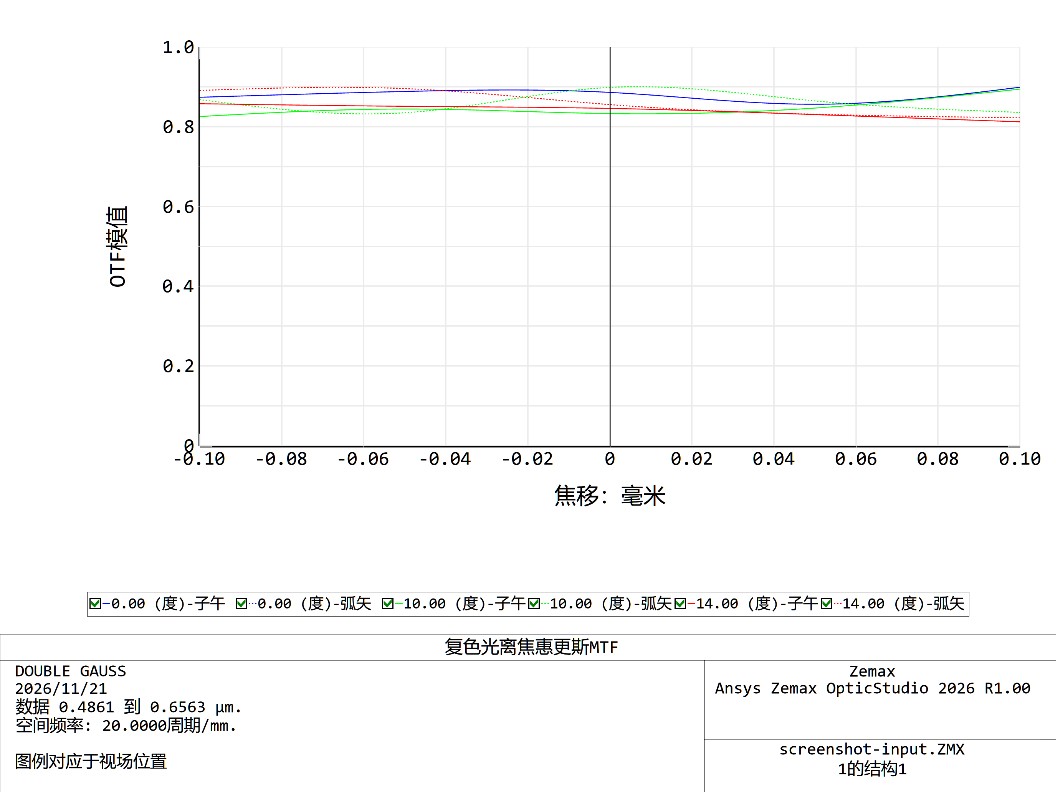 1.0
0.8
0.6
0.4
0.2
0
OTF模值
-0.10 -0.08 -0.06 -0.04 -0.02 0 0.02 0.04 0.06 0.08 0.10
焦移: 毫米
0.00 (度)-子午 0.00 (度)-弧矢 10.00 (度)-子午 10.00 (度)-弧矢 14.00 (度)-子午 14.00 (度)-弧矢
复色光离焦惠更斯MTF
DOUBLE GAUSS
2026/11/21
数据 0.4861 到 0.6563 µm.
空间频率: 20.0000周期/mm.
图例对应于视场位置
Zemax
Ansys Zemax OpticStudio 2026 R1.00
screenshot-input.ZMX
1的结构1